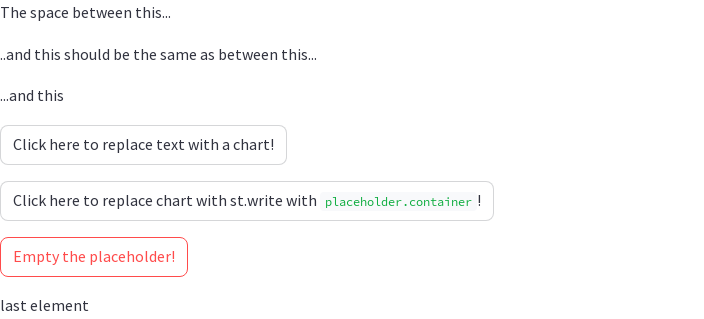 The space between this...
..and this should be the same as between this...
...and this
Click here to replace text with a chart!
Click here to replace chart with st.write with placeholder.container!
Empty the placeholder!
last element